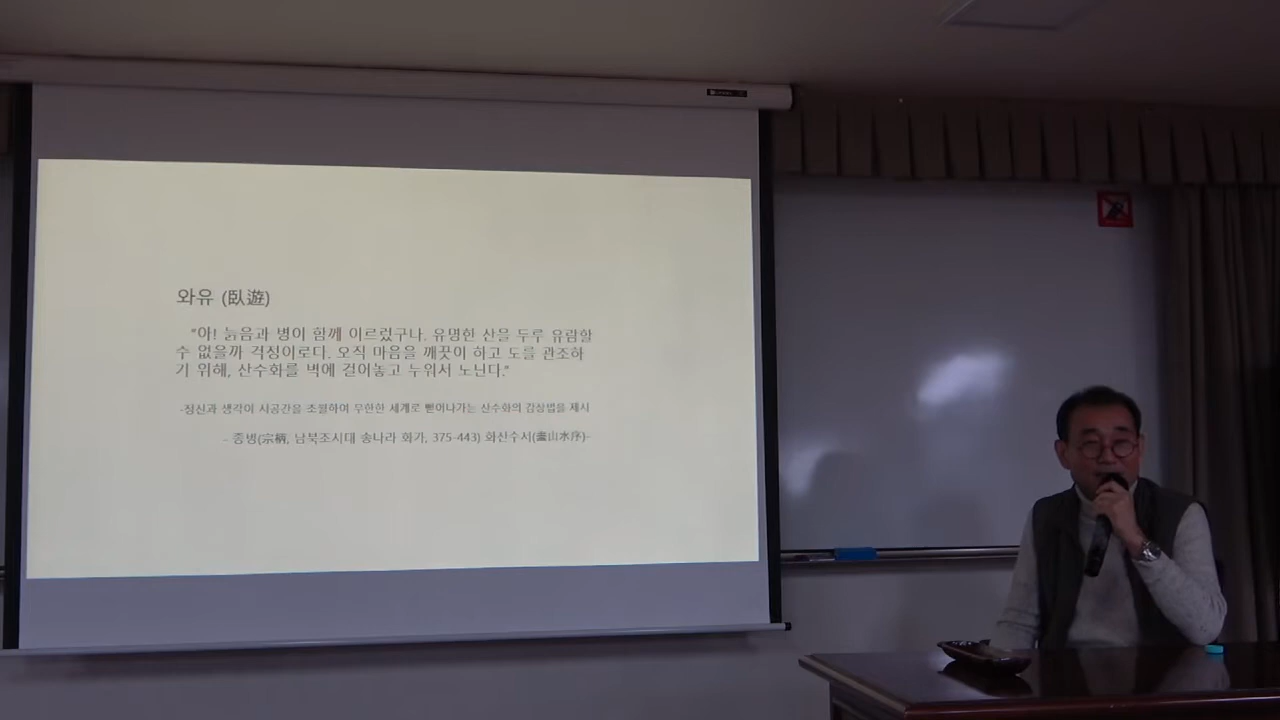 와유 (臥遊)
"아! 늙음과 병이 함께 이르렀구나. 유명한 산을 두루 유람할
수 없을까 걱정이로다. 오직 마음을 깨끗이 하고 도를 관조하
기 위해, 산수화를 벽에 걸어놓고 누워서 노닌다."
-정신과 생각이 시공간을 초월하여 무한한 세계로 뻗어나가는 산수화의 감상법을 제시
- 종병(宗炳, 남북조시대 송나라 화가, 375-443) 화산수서(畵山水序)-